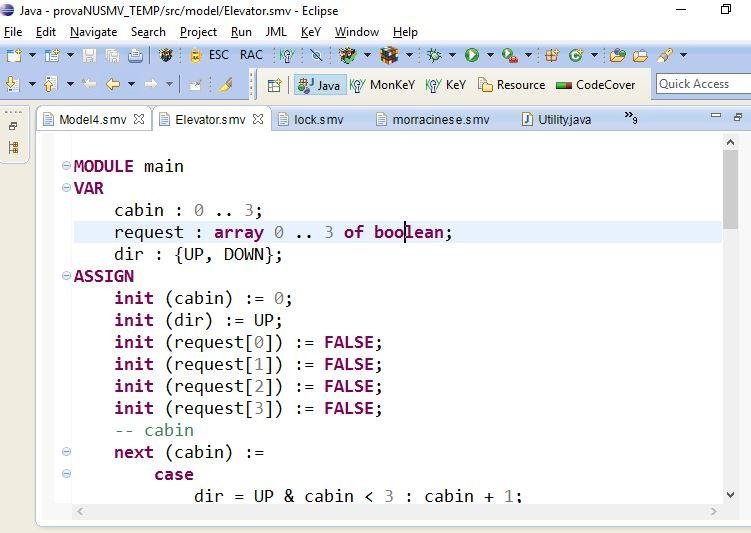 Java - provaNUSMV_TEMP/src/model/Elevator.smv - Eclipse
File Edit Navigate Search Project Run JML KeY Window Help
ESC RAC KeY
Java KeY MonKeY KeY KeY Resource CodeCover Quick Access
Model4.smv Elevator.smv lock.smv morracinese.smv Utility.java »9
MODULE main
VAR
cabin : 0 .. 3;
request : array 0 .. 3 of boolean;
dir : {UP, DOWN};
ASSIGN
init (cabin) := 0;
init (dir) := UP;
init (request[0]) := FALSE;
init (request[1]) := FALSE;
init (request[2]) := FALSE;
init (request[3]) := FALSE;
-- cabin
next (cabin) :=
case
dir = UP & cabin < 3 : cabin + 1;